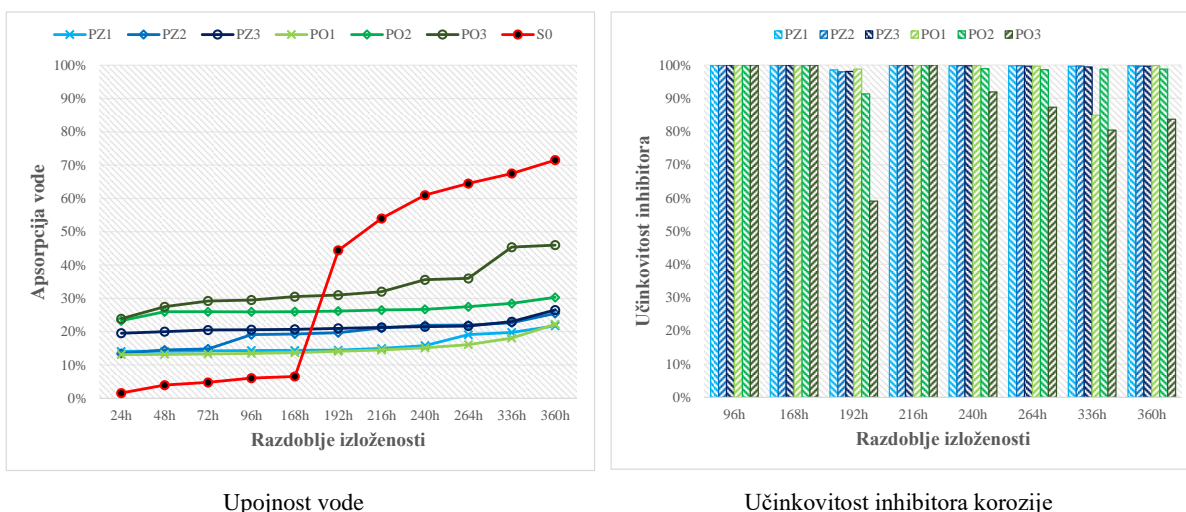 PZ1 PZ2 PZ3 PO1 PO2 PO3 S0
100%
90%
80%
70%
60%
50%
40%
30%
20%
10%
0%
Apsorpcija vode
24h 48h 72h 96h 168h 192h 216h 240h 264h 336h 360h
Razdoblje izloženosti
Upojnost vode
PZ1 PZ2 PZ3 PO1 PO2 PO3
100%
90%
80%
70%
60%
50%
40%
30%
20%
10%
0%
Učinkovitost inhibitora
96h 168h 192h 216h 240h 264h 336h 360h
Razdoblje izloženosti
Učinkovitost inhibitora korozije